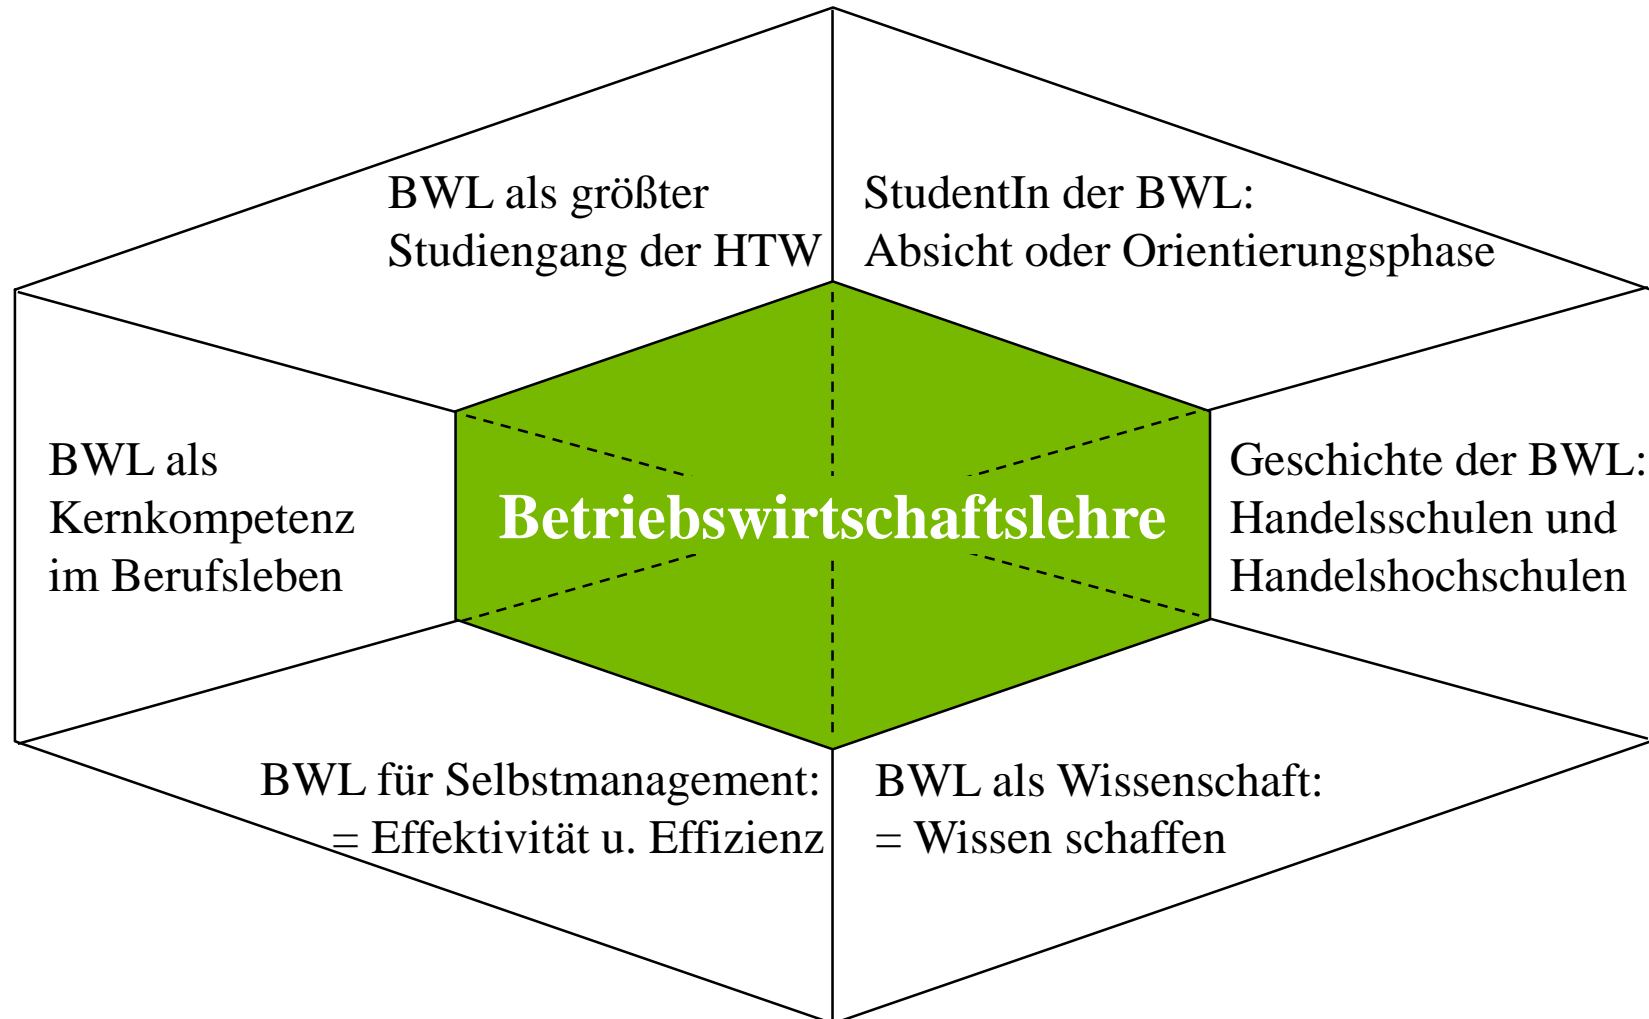 BWL als größter
Studiengang der HTW
StudentIn der BWL:
Absicht oder Orientierungsphase
BWL als
Kernkompetenz
im Berufsleben
Betriebswirtschaftslehre
Geschichte der BWL:
Handelsschulen und
Handelshochschulen
BWL für Selbstmanagement:
= Effektivität u. Effizienz
BWL als Wissenschaft:
= Wissen schaffen